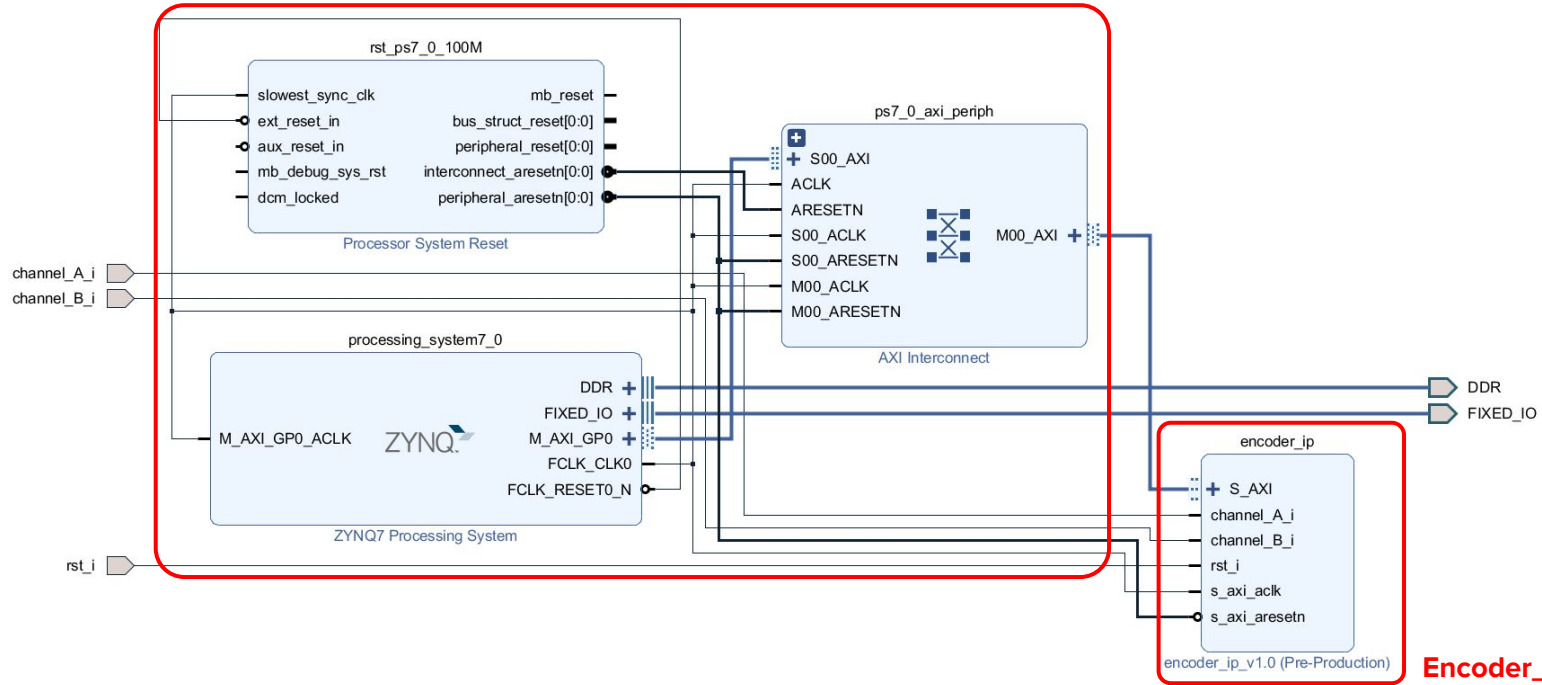 rst_ps7_0_100M
slowest_sync_clk
ext_reset_in
aux_reset_in
mb_debug_sys_rst
dcm_locked
mb_reset
bus_struct_reset[0:0]
peripheral_reset[0:0]
interconnect_aresetn[0:0]
peripheral_aresetn[0:0]
Processor System Reset
ps7_0_axi_periph
S00_AXI
ACLK
ARESETN
S00_ACLK
S00_ARESETN
M00_ACLK
M00_ARESETN
M00_AXI
AXI Interconnect
channel_A_i
channel_B_i
processing_system7_0
M_AXI_GP0_ACLK
ZYNQ
DDR
FIXED_IO
M_AXI_GP0
FCLK_CLK0
FCLK_RESET0_N
ZYNQ7 Processing System
rst_i
DDR
FIXED_IO
encoder_ip
S_AXI
channel_A_i
channel_B_i
rst_i
s_axi_aclk
s_axi_aresetn
encoder_ip_v1.0 (Pre-Production)
Encoder_